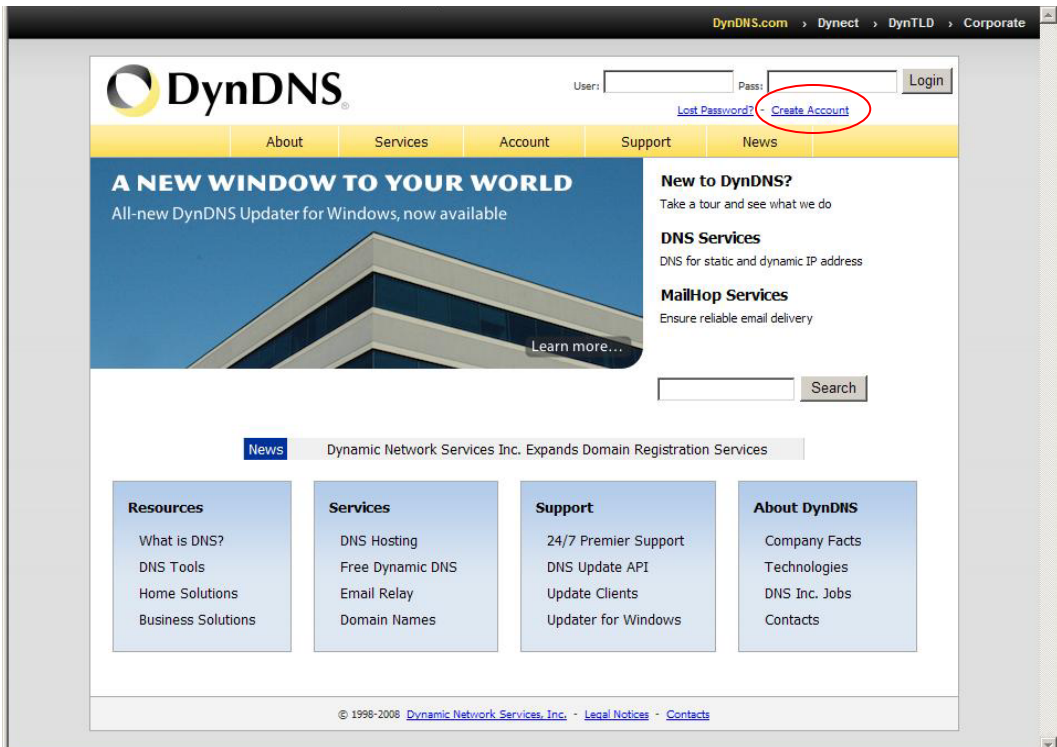 DynDNS.com › Dynect › DynTLD › Corporate
DynDNS®
User: Pass: Login
Lost Password? - Create Account
About Services Account Support News
A NEW WINDOW TO YOUR WORLD
All-new DynDNS Updater for Windows, now available
Learn more...
New to DynDNS?
Take a tour and see what we do
DNS Services
DNS for static and dynamic IP address
MailHop Services
Ensure reliable email delivery
Search
News Dynamic Network Services Inc. Expands Domain Registration Services
Resources
What is DNS?
DNS Tools
Home Solutions
Business Solutions
Services
DNS Hosting
Free Dynamic DNS
Email Relay
Domain Names
Support
24/7 Premier Support
DNS Update API
Update Clients
Updater for Windows
About DynDNS
Company Facts
Technologies
DNS Inc. Jobs
Contacts
© 1998-2008 Dynamic Network Services, Inc. - Legal Notices - Contacts